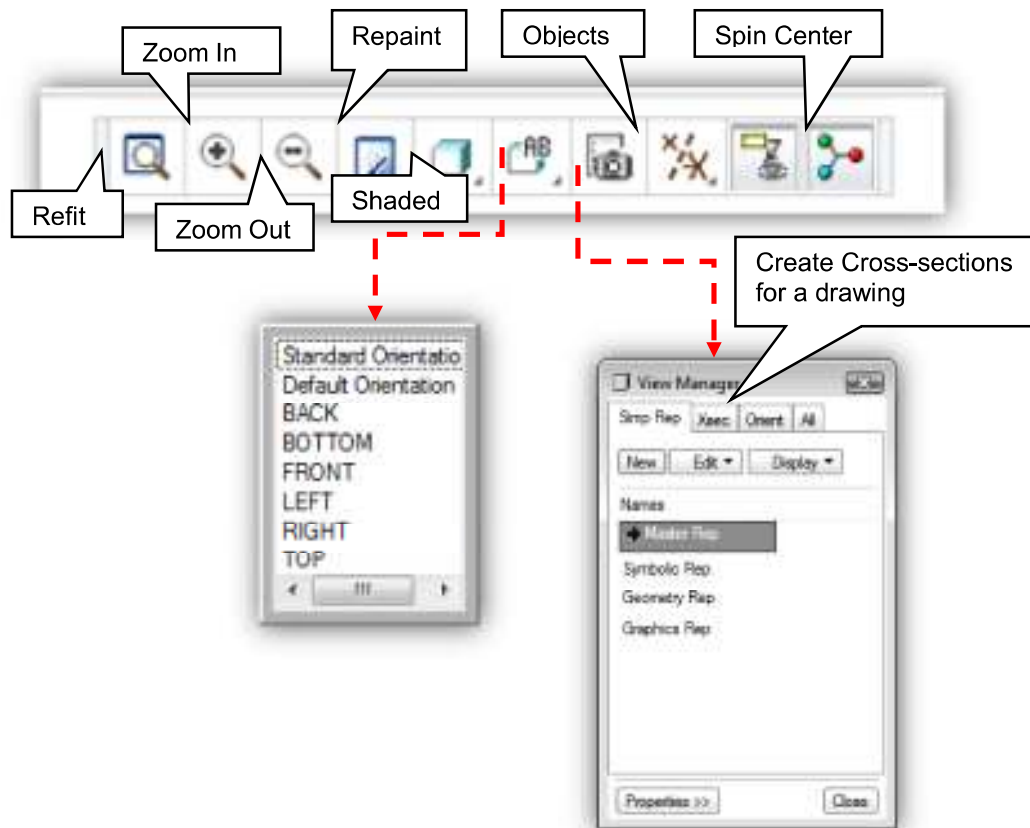 Zoom In
Repaint
Objects
Spin Center
AB
Refit
Zoom Out
Shaded
Create Cross-sections
for a drawing
Standard Orientatio
Default Orientation
BACK
BOTTOM
FRONT
LEFT
RIGHT
TOP
View Manager
Simp Rep Xsec Orient All
New Edit Display
Names
Master Rep
Symbolic Rep
Geometry Rep
Graphics Rep
Properties >> Close